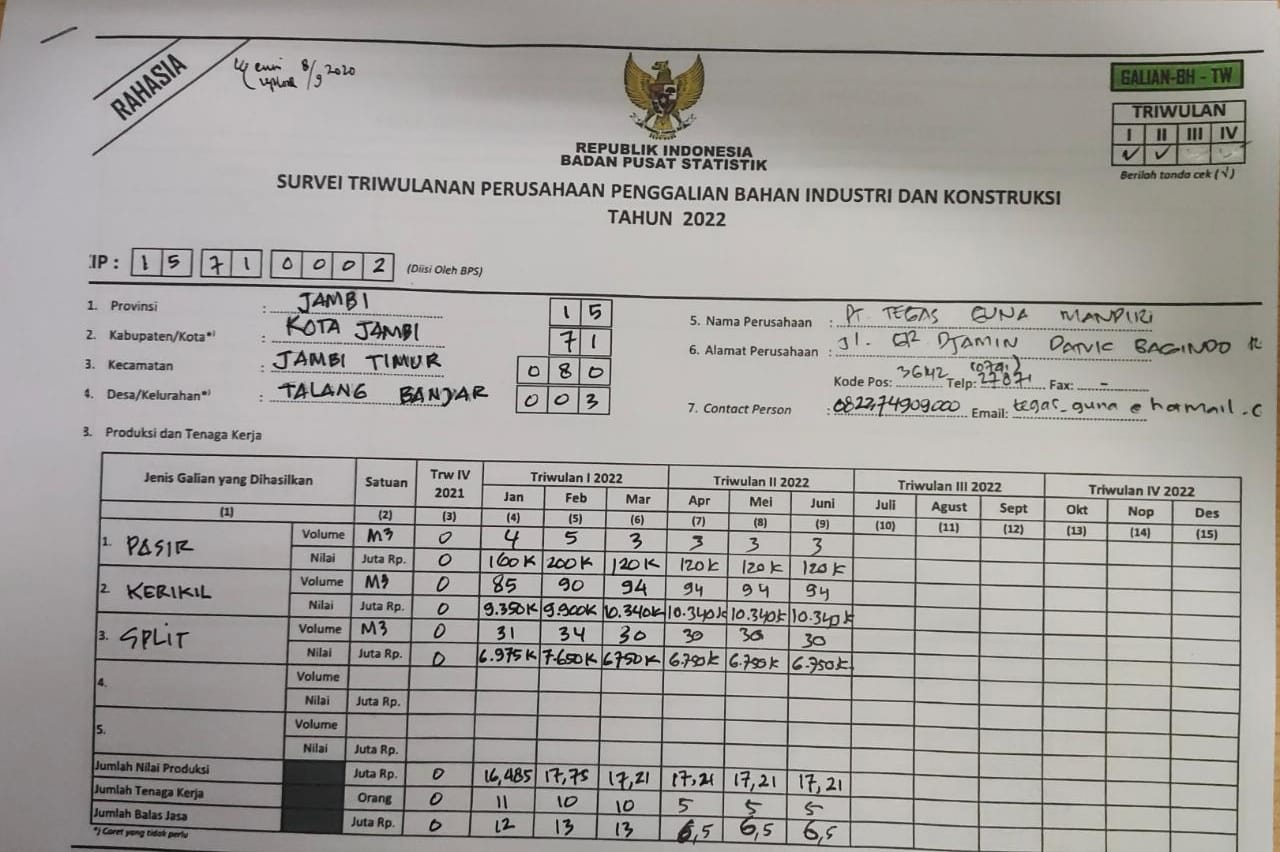 RAHASIA
8/9 2020
GALIAN-BH - TW
TRIWULAN
I II III IV
✓ ✓
Berilah tanda cek (√)
REPUBLIK INDONESIA
BADAN PUSAT STATISTIK
SURVEI TRIWULANAN PERUSAHAAN PENGGALIAN BAHAN INDUSTRI DAN KONSTRUKSI
TAHUN 2022
IP : 1 5 7 1 0 0 0 2 (Diisi Oleh BPS)
1. Provinsi : JAMBI 1 5
2. Kabupaten/Kota*) : KOTA JAMBI 7 1
3. Kecamatan : JAMBI TIMUR 0 8 0
4. Desa/Kelurahan*) : TALANG BANJAR 0 0 3
5. Nama Perusahaan : PT. TEGAS GUNA MANDIRI
6. Alamat Perusahaan : Jl. GR DJAMIN DATUK BAGINDO
Kode Pos: 36142 Telp: (0741) 27871 Fax: -
7. Contact Person : 082374909000 Email: tegas_guna@hotmail.c
3. Produksi dan Tenaga Kerja
Jenis Galian yang Dihasilkan Satuan Trw IV 2021 Triwulan I 2022 Triwulan II 2022 Triwulan III 2022 Triwulan IV 2022
Jan Feb Mar Apr Mei Juni Juli Agust Sept Okt Nop Des
(1) (2) (3) (4) (5) (6) (7) (8) (9) (10) (11) (12) (13) (14) (15)
1. PASIR Volume M3 0 4 5 3 3 3 3
Nilai Juta Rp. 0 160K 200K 120K 120K 120K 120K
2. KERIKIL Volume M3 0 85 90 94 94 94 94
Nilai Juta Rp. 0 9.350K 9.900K 10.340K 10.340K 10.340K 10.340K
3. SPLIT Volume M3 0 31 34 30 30 30 30
Nilai Juta Rp. 0 6.975K 7.650K 6750K 6.750K 6.750K 6.750K
4. Volume
Nilai Juta Rp.
5. Volume
Nilai Juta Rp.
Jumlah Nilai Produksi Juta Rp. 0 16,485 17,75 17,21 17,21 17,21 17,21
Jumlah Tenaga Kerja Orang 0 11 10 10 5 5 5
Jumlah Balas Jasa Juta Rp. 0 12 13 13 6,5 6,5 6,5
*) Coret yang tidak perlu